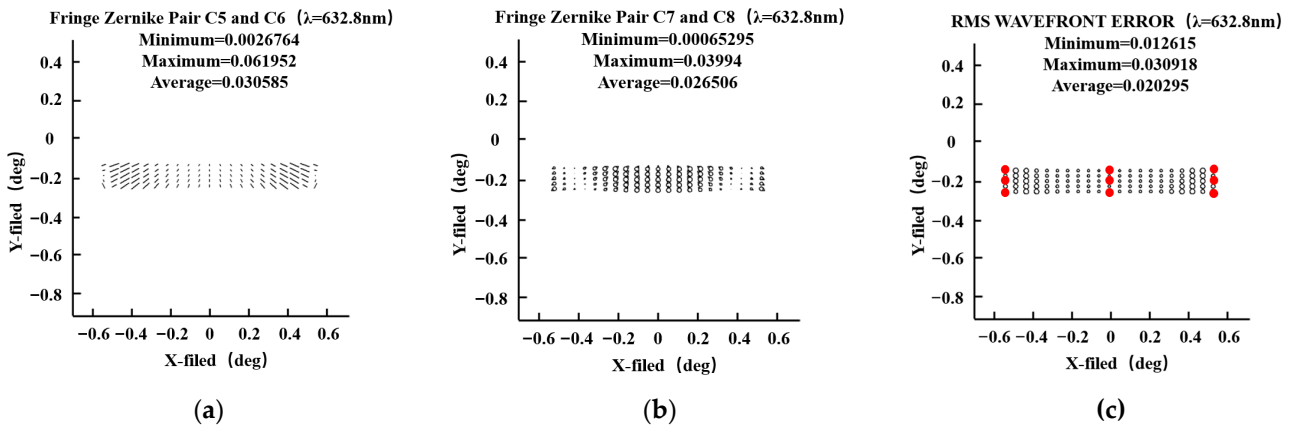 Fringe Zernike Pair C5 and C6 (λ=632.8nm)
Minimum=0.0026764
Maximum=0.061952
Average=0.030585
0.4
0.2
0
−0.2
−0.4
−0.6
−0.8
Y-filed (deg)
−0.6 −0.4 −0.2 0 0.2 0.4 0.6
X-filed (deg)
(a)
Fringe Zernike Pair C7 and C8 (λ=632.8nm)
Minimum=0.00065295
Maximum=0.03994
Average=0.026506
0.4
0.2
0
−0.2
−0.4
−0.6
−0.8
Y-filed (deg)
−0.6 −0.4 −0.2 0 0.2 0.4 0.6
X-filed (deg)
(b)
RMS WAVEFRONT ERROR (λ=632.8nm)
Minimum=0.012615
Maximum=0.030918
Average=0.020295
0.4
0.2
0
−0.2
−0.4
−0.6
−0.8
Y-filed (deg)
−0.6 −0.4 −0.2 0 0.2 0.4 0.6
X-filed (deg)
(c)